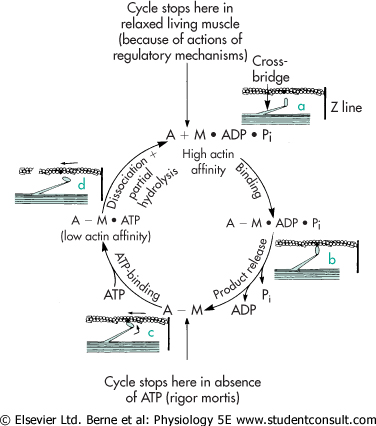 Cycle stops here in
relaxed living muscle
(because of actions of
regulatory mechanisms)
Cross-
bridge
a
Z line
A + M • ADP • Pi
High actin
affinity
Binding
Dissociation +
partial
hydrolysis
d
A – M • ATP
(low actin affinity)
A – M • ADP • Pi
b
ATP-binding
Product release
ATP
A – M
ADP
Pi
c
Cycle stops here in absence
of ATP (rigor mortis)
© Elsevier Ltd. Berne et al: Physiology 5E www.studentconsult.com